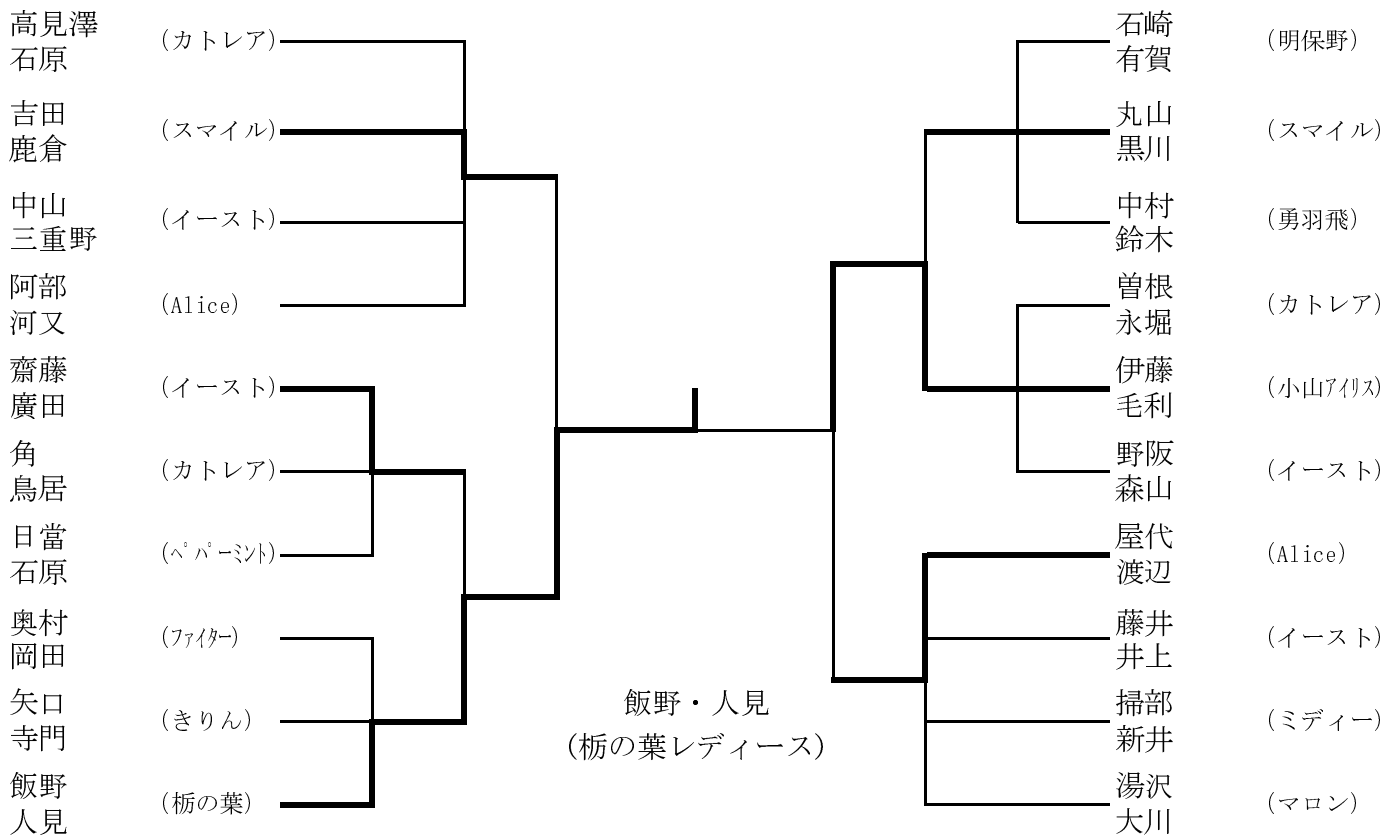 高見澤
石原
(カトレア)
吉田
鹿倉
(スマイル)
中山
三重野
(イースト)
阿部
河又
(Alice)
齋藤
廣田
(イースト)
角
鳥居
(カトレア)
日當
石原
(ﾍﾟﾊﾟｰﾐﾝﾄ)
奥村
岡田
(ﾌｧｲﾀｰ)
矢口
寺門
(きりん)
飯野
人見
(栃の葉)
飯野・人見
(栃の葉レディース)
石崎
有賀
(明保野)
丸山
黒川
(スマイル)
中村
鈴木
(勇羽飛)
曽根
永堀
(カトレア)
伊藤
毛利
(小山ｱｲﾘｽ)
野阪
森山
(イースト)
屋代
渡辺
(Alice)
藤井
井上
(イースト)
掃部
新井
(ミディー)
湯沢
大川
(マロン)